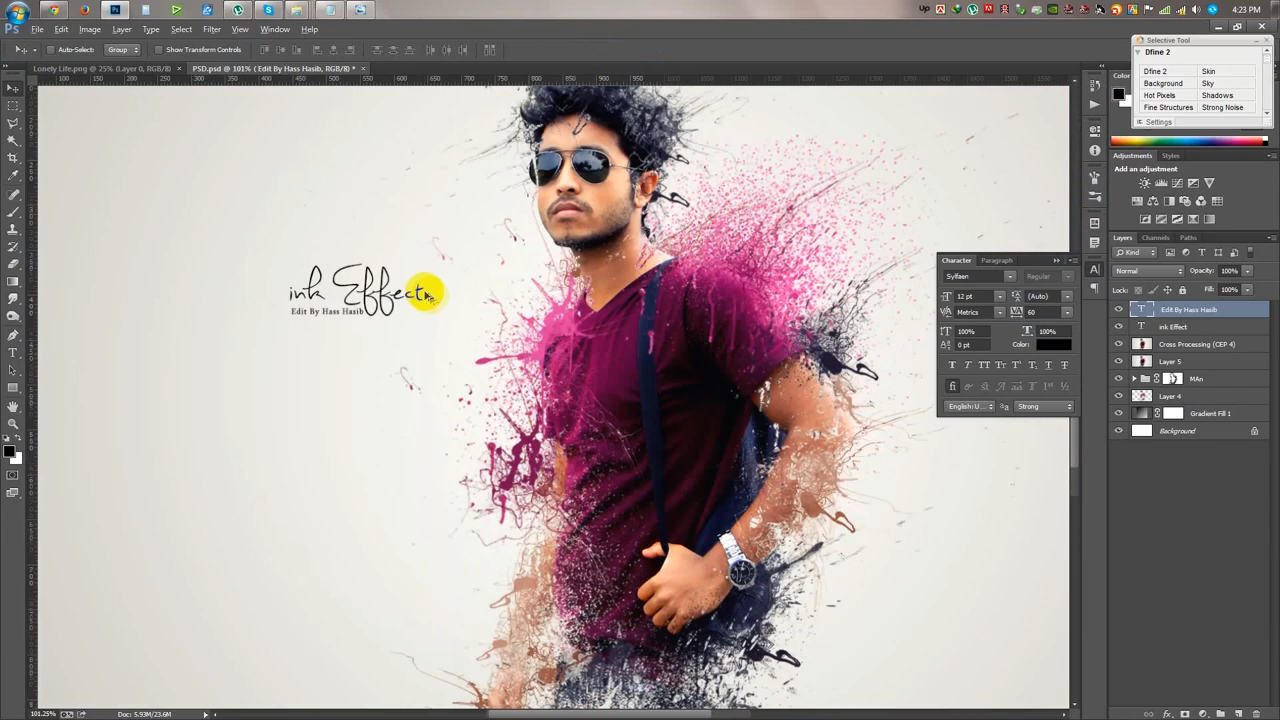 4:23 PM
Ps File Edit Image Layer Type Select Filter View Window Help
Auto-Select: Group Show Transform Controls
Lonely Life.png @ 25% (Layer 0, RGB/8) × PSD.psd @ 101% ( Edit By Hass Hasib, RGB/8) * ×
Selective Tool
Dfine 2
Dfine 2 Skin
Background Sky
Hot Pixels Shadows
Fine Structures Strong Noise
Settings
Color
Adjustments Styles
Add an adjustment
Layers Channels Paths
Kind
Normal Opacity: 100%
Lock: Fill: 100%
Edit By Hass Hasib
ink Effect
Cross Processing (CEP 4)
Layer 5
MAn
Layer 4
Gradient Fill 1
Background
Character Paragraph
Sylfaen Regular
12 pt (Auto)
Metrics 60
100% 100%
0 pt Color:
English: U... Strong
ink Effect
Edit By Hass Hasib
101.25% Doc: 5.93M/23.6M